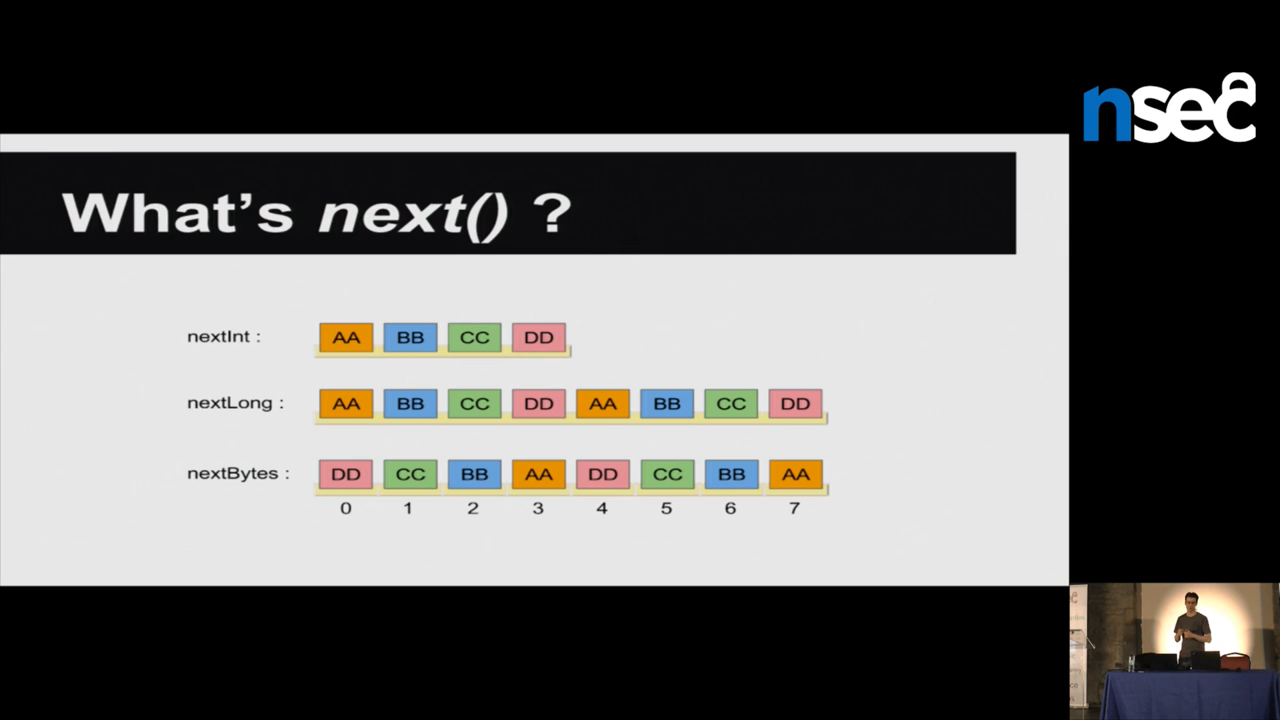 nsec
What's next() ?
nextInt : AA BB CC DD
nextLong : AA BB CC DD AA BB CC DD
nextBytes : DD CC BB AA DD CC BB AA
0 1 2 3 4 5 6 7